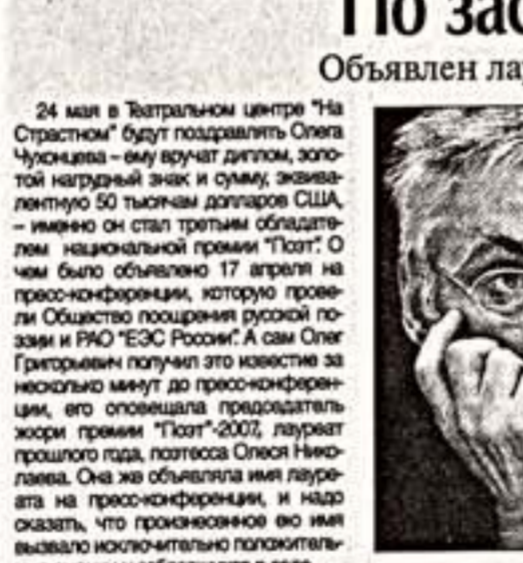 По зас
Объявлен лау
24 мая в Театральном центре "На
Страстном" будут поздравлять Олега
Чухонцева – ему вручат диплом, золо-
той нагрудный знак и сумму, эквива-
лентную 50 тысячам долларов США,
– именно он стал третьим обладате-
лем национальной премии "Поэт". О
чем было объявлено 17 апреля на
пресс-конференции, которую прове-
ли Общество поощрения русской по-
эзии и РАО "ЕЭС России". А сам Олег
Григорьевич получил это известие за
несколько минут до пресс-конферен-
ции, его оповещала председатель
жюри премии "Поэт"-2007, лауреат
прошлого года, поэтесса Олеся Нико-
лаева. Она же объявляла имя лауре-
ата на пресс-конференции, и надо
сказать, что произнесенное ею имя
вызвало исключительно положитель-